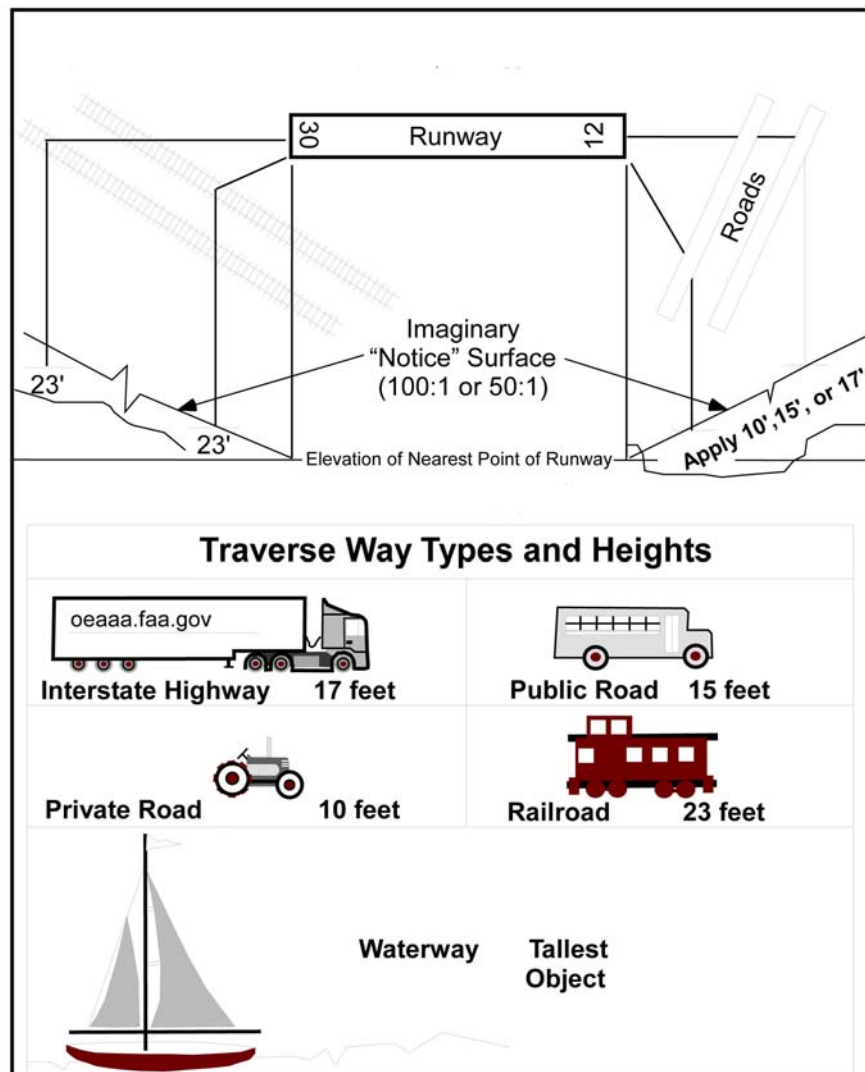 30 Runway 12
Roads
Imaginary
“Notice” Surface
(100:1 or 50:1)
23'
23'
Apply 10',15', or 17'
Elevation of Nearest Point of Runway
Traverse Way Types and Heights
oeaaa.faa.gov
Interstate Highway 17 feet
Public Road 15 feet
Private Road 10 feet
Railroad 23 feet
Waterway Tallest
Object